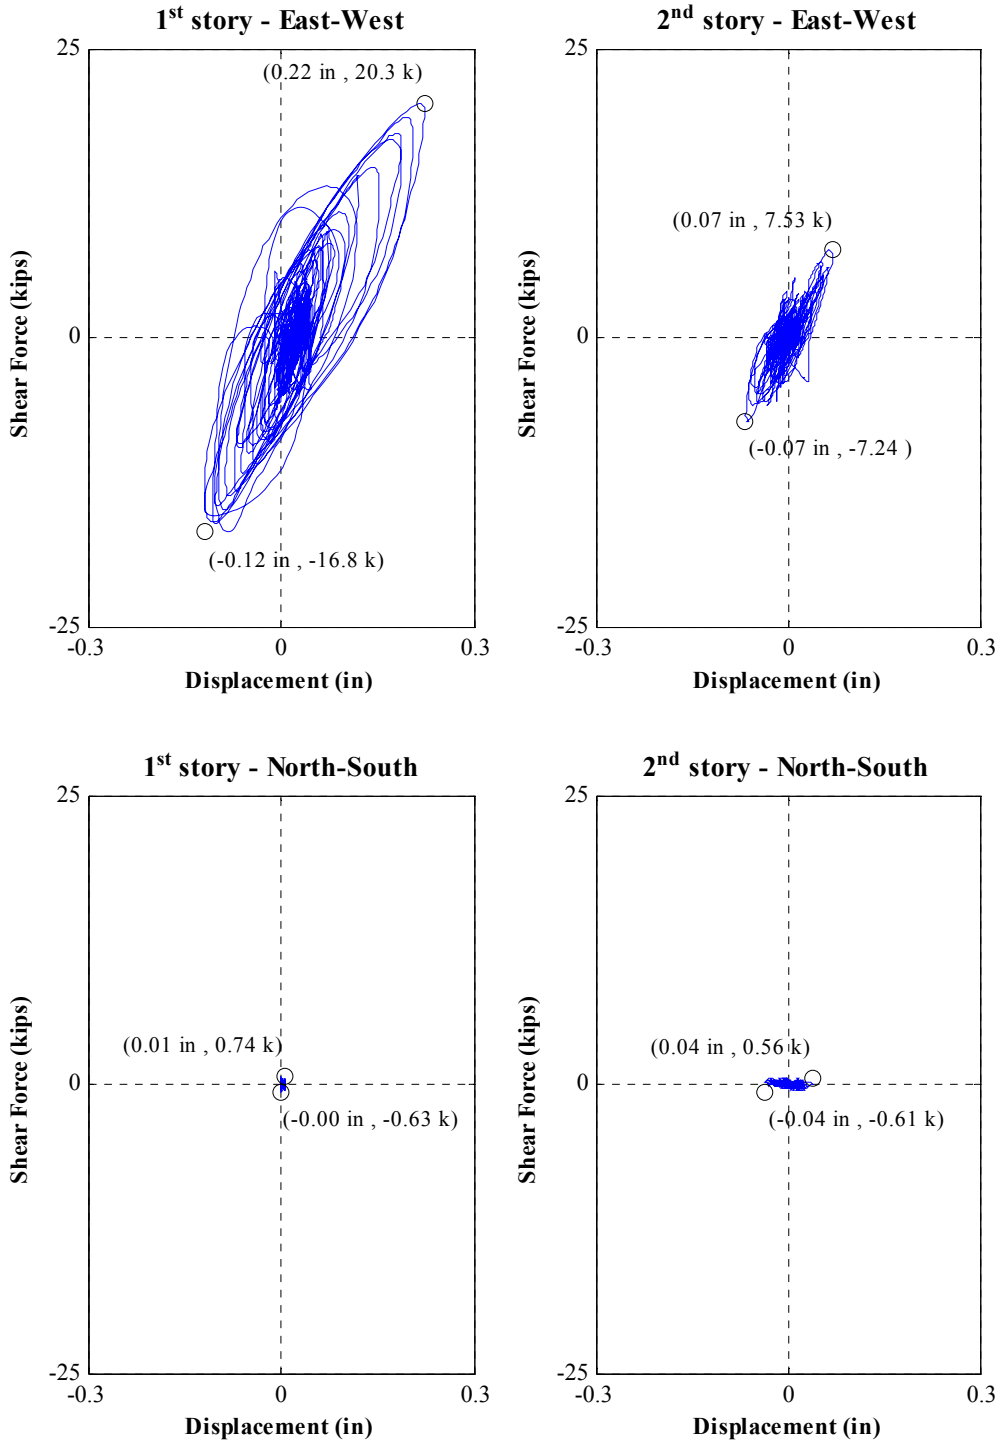 1st story - East-West
25
(0.22 in , 20.3 k)
0
Shear Force (kips)
(-0.12 in , -16.8 k)
-25
-0.3 0 0.3
Displacement (in)
2nd story - East-West
25
(0.07 in , 7.53 k)
0
Shear Force (kips)
(-0.07 in , -7.24 )
-25
-0.3 0 0.3
Displacement (in)
1st story - North-South
25
(0.01 in , 0.74 k)
0
Shear Force (kips)
(-0.00 in , -0.63 k)
-25
-0.3 0 0.3
Displacement (in)
2nd story - North-South
25
(0.04 in , 0.56 k)
0
Shear Force (kips)
(-0.04 in , -0.61 k)
-25
-0.3 0 0.3
Displacement (in)